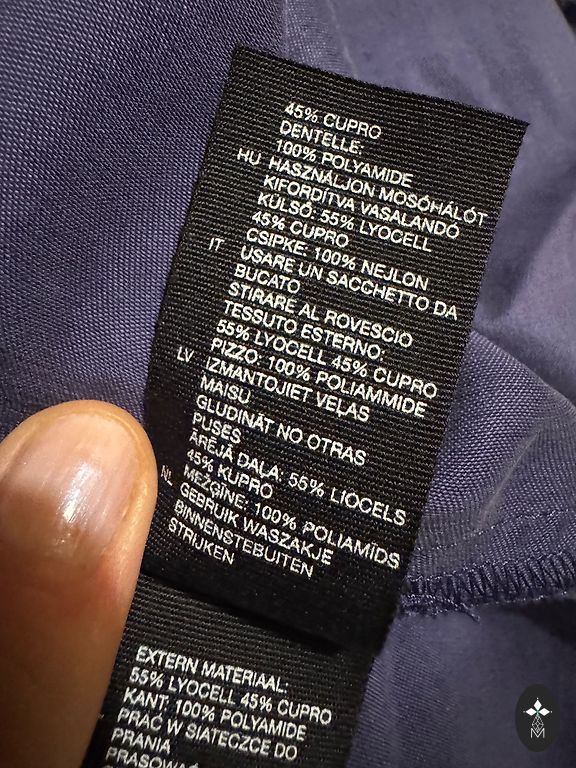 45% CUPRO
DENTELLE:
100% POLYAMIDE
HU HASZNÁLJON MOSÓHÁLÓT
KIFORDÍTVA VASALANDÓ
KÜLSŐ: 55% LYOCELL
45% CUPRO
CSIPKE: 100% NEJLON
IT USARE UN SACCHETTO DA
BUCATO
STIRARE AL ROVESCIO
TESSUTO ESTERNO:
55% LYOCELL 45% CUPRO
PIZZO: 100% POLIAMMIDE
LV IZMANTOJIET VEĻAS
MAISU
GLUDINĀT NO OTRAS
PUSES
ĀRĒJĀ DAĻA: 55% LIOCELS
45% KUPRO
MEŽĢĪNE: 100% POLIAMĪDS
NL GEBRUIK WASZAKJE
BINNENSTEBUITEN
STRIJKEN
EXTERN MATERIAAL:
55% LYOCELL 45% CUPRO
KANT: 100% POLYAMIDE
PRAĆ W SIATECZCE DO
PRANIA
PRASOWAĆ
M